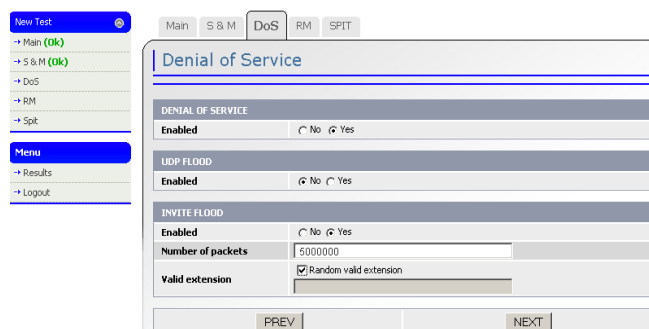 New Test
Main (Ok)
S & M (Ok)
DoS
RM
Spit
Menu
Results
Logout
Main S & M DoS RM SPIT
Denial of Service
DENIAL OF SERVICE
Enabled No Yes
UDP FLOOD
Enabled No Yes
INVITE FLOOD
Enabled No Yes
Number of packets 5000000
Valid extension Random valid extension
PREV NEXT